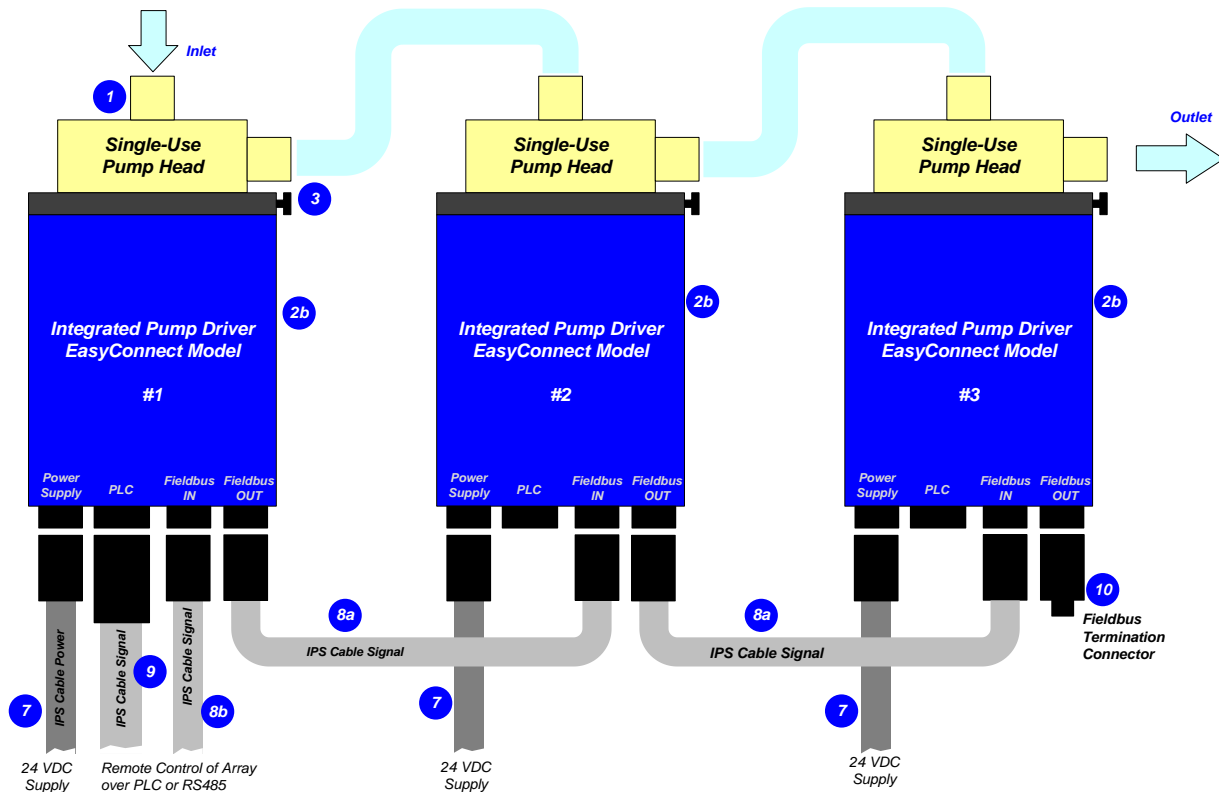 Inlet
1
Single-Use
Pump Head
3
Single-Use
Pump Head
Single-Use
Pump Head
Outlet
Integrated Pump Driver
EasyConnect Model
#1
2b
Integrated Pump Driver
EasyConnect Model
#2
2b
Integrated Pump Driver
EasyConnect Model
#3
2b
Power
Supply
PLC
Fieldbus
IN
Fieldbus
OUT
Power
Supply
PLC
Fieldbus
IN
Fieldbus
OUT
Power
Supply
PLC
Fieldbus
IN
Fieldbus
OUT
7
IPS Cable Power
IPS Cable Signal
9
IPS Cable Signal
8b
8a
IPS Cable Signal
7
8a
IPS Cable Signal
7
10
Fieldbus
Termination
Connector
24 VDC
Supply
Remote Control of Array
over PLC or RS485
24 VDC
Supply
24 VDC
Supply